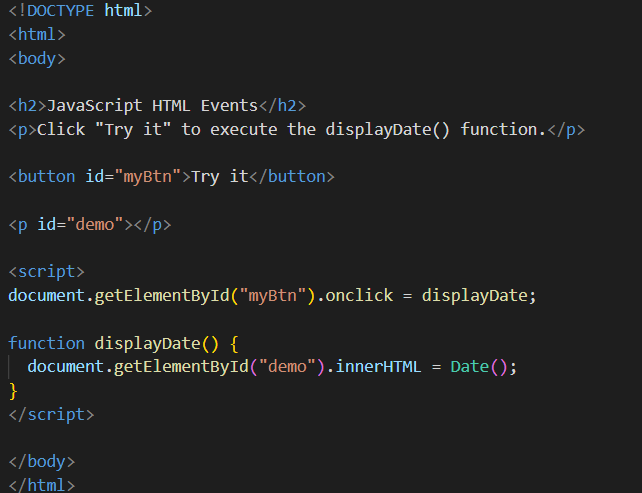 <!DOCTYPE html>
<html>
<body>

<h2>JavaScript HTML Events</h2>
<p>Click "Try it" to execute the displayDate() function.</p>

<button id="myBtn">Try it</button>

<p id="demo"></p>

<script>
document.getElementById("myBtn").onclick = displayDate;

function displayDate() {
  document.getElementById("demo").innerHTML = Date();
}
</script>

</body>
</html>